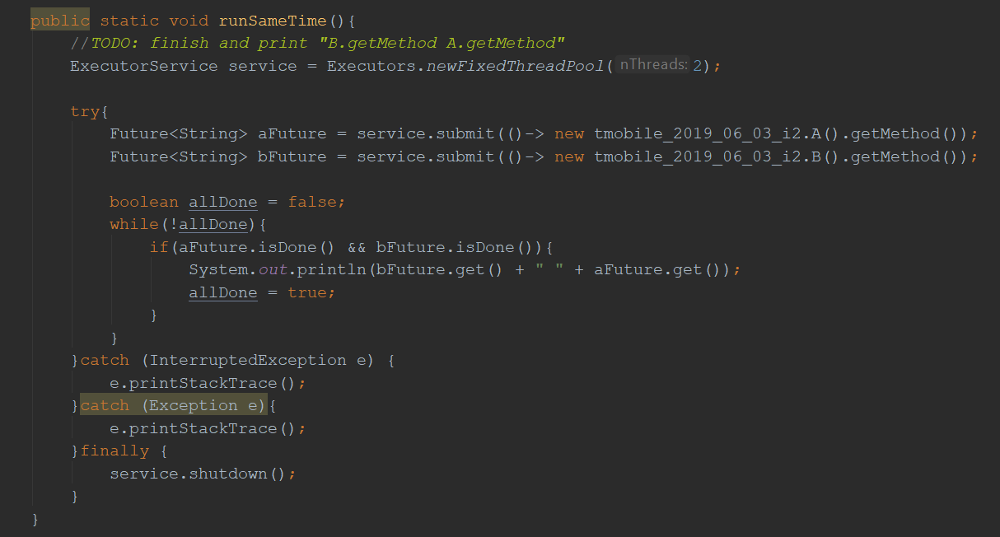 public static void runSameTime(){
//TODO: finish and print "B.getMethod A.getMethod"
ExecutorService service = Executors.newFixedThreadPool( nThreads: 2);
try{
Future<String> aFuture = service.submit(()-> new tmobile_2019_06_03_i2.A().getMethod());
Future<String> bFuture = service.submit(()-> new tmobile_2019_06_03_i2.B().getMethod());
boolean allDone = false;
while(!allDone){
if(aFuture.isDone() && bFuture.isDone()){
System.out.println(bFuture.get() + " " + aFuture.get());
allDone = true;
}
}
}catch (InterruptedException e) {
e.printStackTrace();
}catch (Exception e){
e.printStackTrace();
}finally {
service.shutdown();
}
}